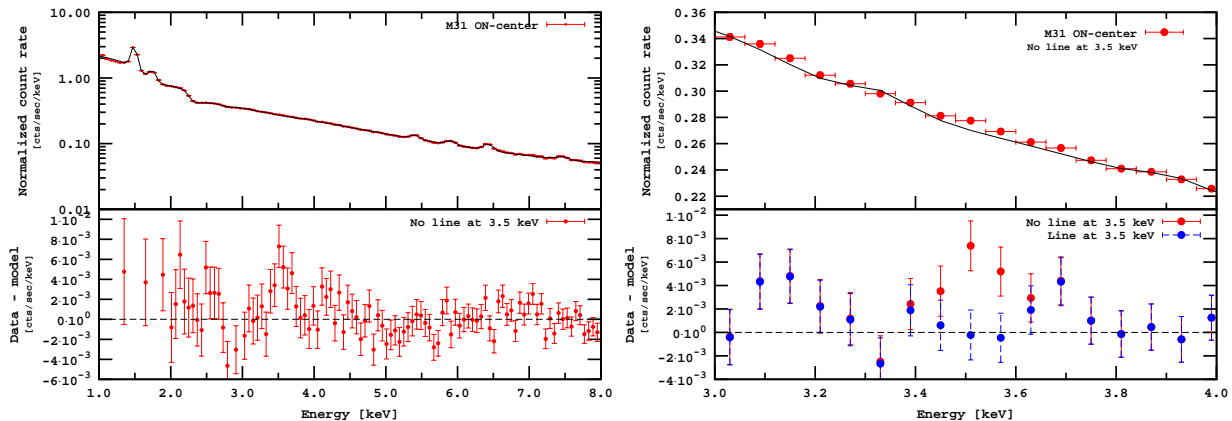 10.00
1.00
0.10
0.01
Normalized count rate
[cts/sec/keV]
M31 ON-center
1·10⁻²
8·10⁻³
6·10⁻³
4·10⁻³
2·10⁻³
0·10⁰
-2·10⁻³
-4·10⁻³
-6·10⁻³
Data - model
[cts/sec/keV]
No line at 3.5 keV
1.0 2.0 3.0 4.0 5.0 6.0 7.0 8.0
Energy [keV]
0.36
0.34
0.32
0.30
0.28
0.26
0.24
0.22
Normalized count rate
[cts/sec/keV]
M31 ON-center
No line at 3.5 keV
1·10⁻²
8·10⁻³
6·10⁻³
4·10⁻³
2·10⁻³
0·10⁰
-2·10⁻³
-4·10⁻³
Data - model
[cts/sec/keV]
No line at 3.5 keV
Line at 3.5 keV
3.0 3.2 3.4 3.6 3.8 4.0
Energy [keV]